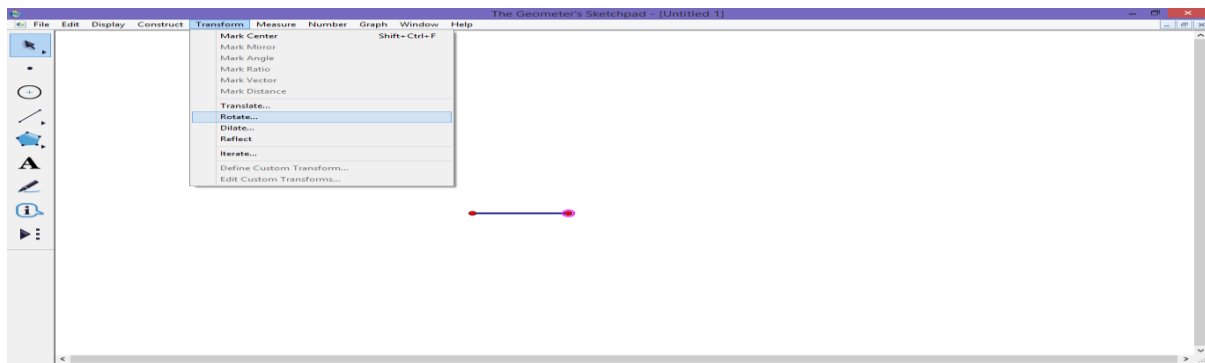 The Geometer's Sketchpad - [Untitled 1]
File Edit Display Construct Transform Measure Number Graph Window Help
Mark Center Shift+Ctrl+F
Mark Mirror
Mark Angle
Mark Ratio
Mark Vector
Mark Distance
Translate...
Rotate...
Dilate...
Reflect
Iterate...
Define Custom Transform...
Edit Custom Transforms...
A
i